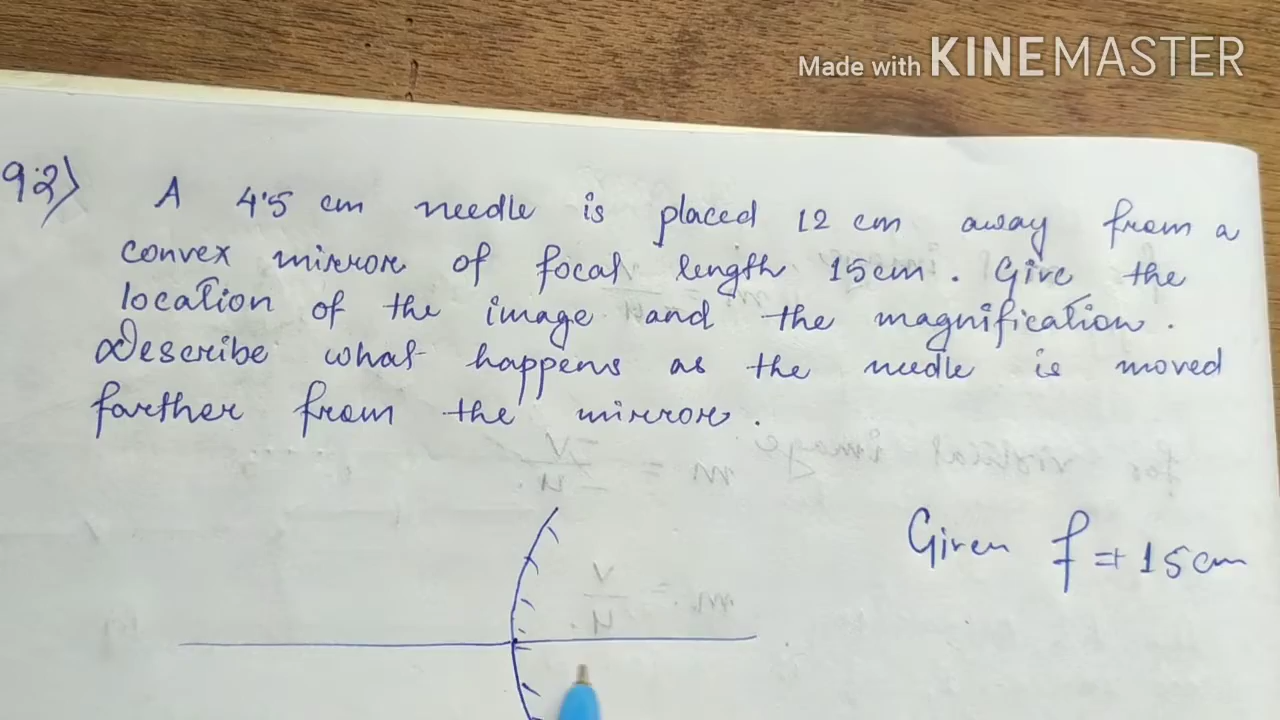 Made with KINEMASTER
9.2) A 4.5 cm needle is placed 12 cm away from a
convex mirror of focal length 15cm. Give the
location of the image and the magnification.
Describe what happens as the needle is moved
farther from the mirror.
Given f = +15cm